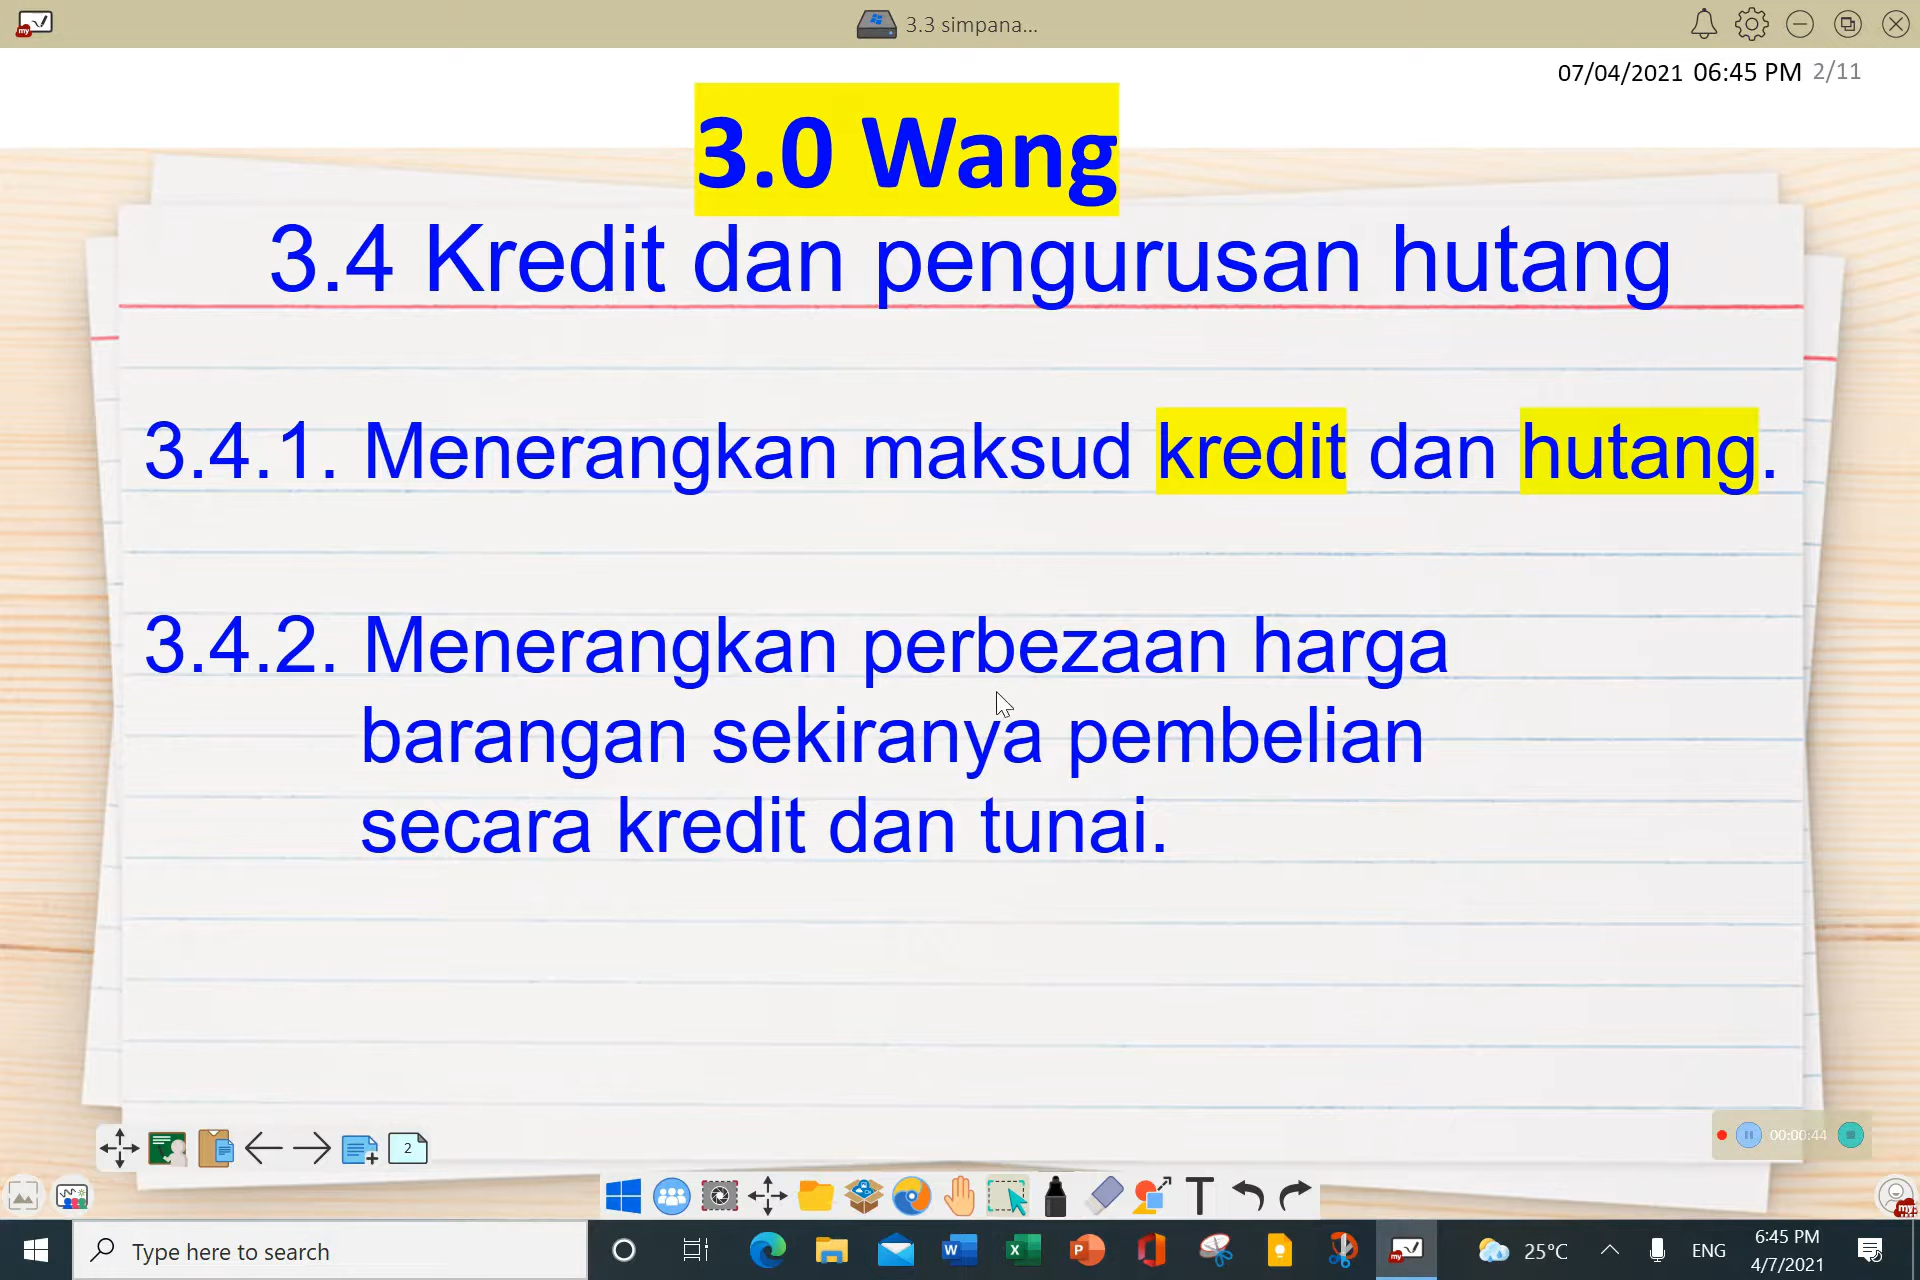 3.3 simpana...
07/04/2021 06:45 PM 2/11
3.0 Wang
3.4 Kredit dan pengurusan hutang
3.4.1. Menerangkan maksud kredit dan hutang.
3.4.2. Menerangkan perbezaan harga
barangan sekiranya pembelian
secara kredit dan tunai.
2
00:00:44
Type here to search
25°C
ENG
6:45 PM
4/7/2021